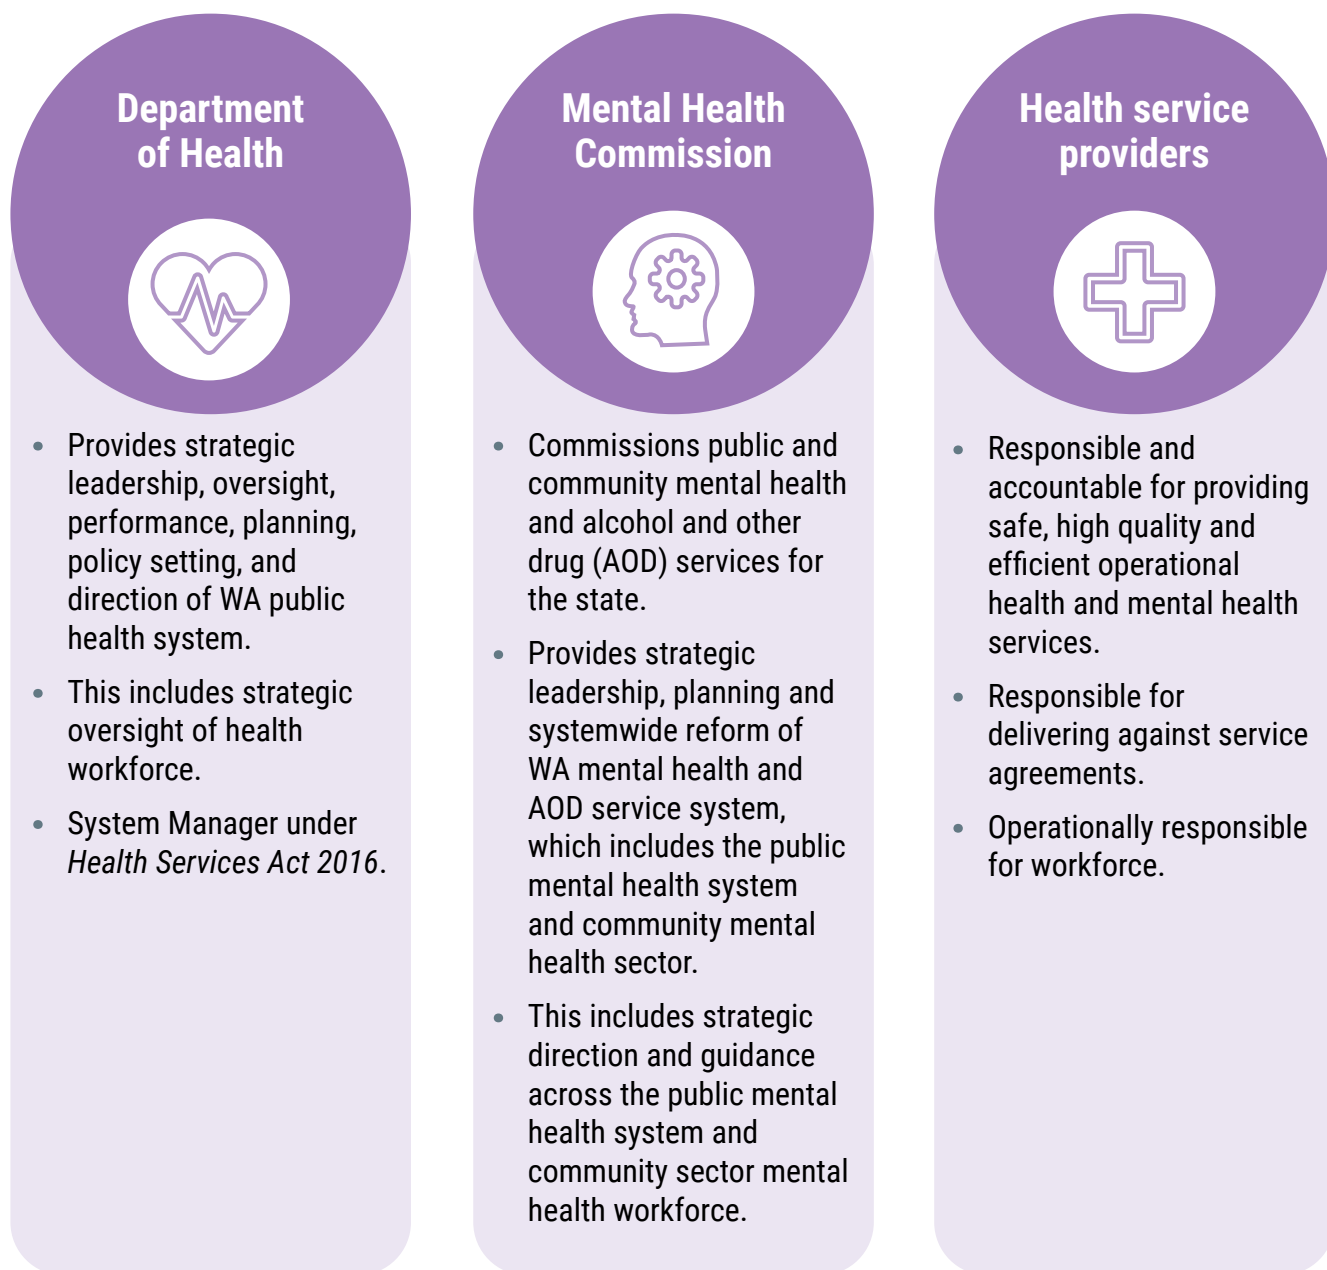 Department
of Health
• Provides strategic
leadership, oversight,
performance, planning,
policy setting, and
direction of WA public
health system.
• This includes strategic
oversight of health
workforce.
• System Manager under
Health Services Act 2016.
Mental Health
Commission
• Commissions public and
community mental health
and alcohol and other
drug (AOD) services for
the state.
• Provides strategic
leadership, planning and
systemwide reform of
WA mental health and
AOD service system,
which includes the public
mental health system
and community mental
health sector.
• This includes strategic
direction and guidance
across the public mental
health system and
community sector mental
health workforce.
Health service
providers
• Responsible and
accountable for providing
safe, high quality and
efficient operational
health and mental health
services.
• Responsible for
delivering against service
agreements.
• Operationally responsible
for workforce.